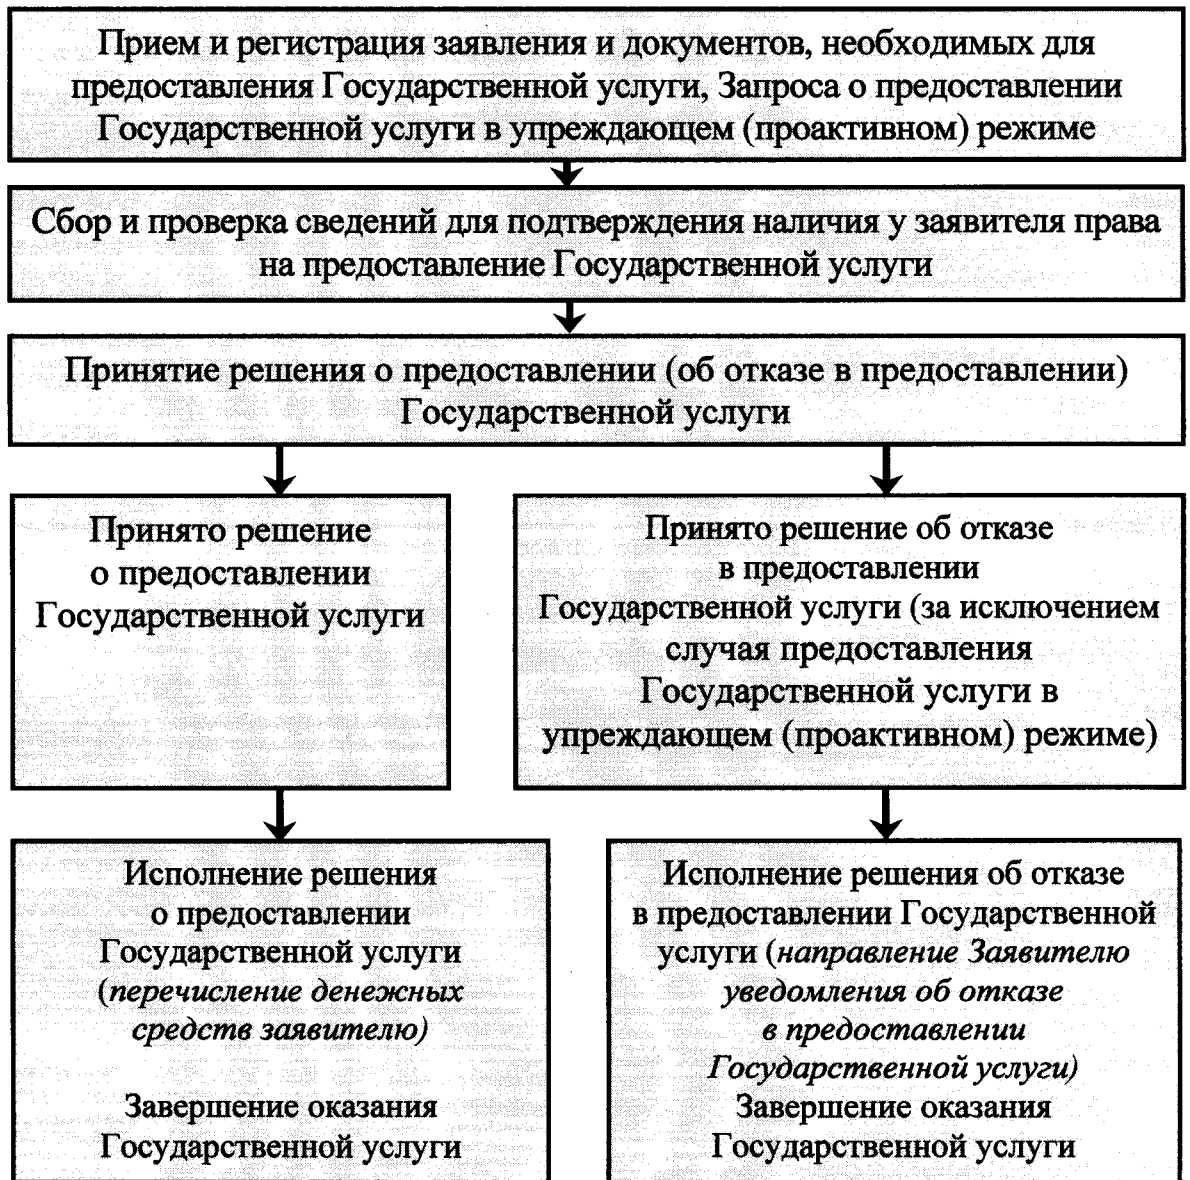 Прием и регистрация заявления и документов, необходимых для
предоставления Государственной услуги, Запроса о предоставлении
Государственной услуги в упреждающем (проактивном) режиме
Сбор и проверка сведений для подтверждения наличия у заявителя права
на предоставление Государственной услуги
Принятие решения о предоставлении (об отказе в предоставлении)
Государственной услуги
Принято решение
о предоставлении
Государственной услуги
Принято решение об отказе
в предоставлении
Государственной услуги (за исключением
случая предоставления
Государственной услуги в
упреждающем (проактивном) режиме)
Исполнение решения
о предоставлении
Государственной услуги
(перечисление денежных
средств заявителю)
Завершение оказания
Государственной услуги
Исполнение решения об отказе
в предоставлении Государственной
услуги (направление Заявителю
уведомления об отказе
в предоставлении
Государственной услуги)
Завершение оказания
Государственной услуги